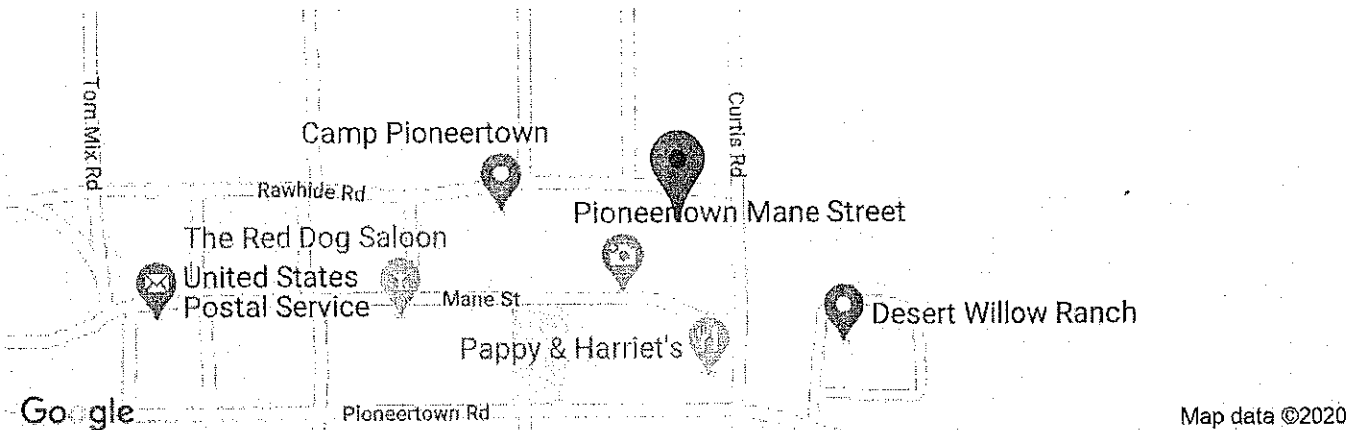 Tom Mix Rd
Curtis Rd
Camp Pioneertown
Rawhide Rd
Pioneertown Mane Street
The Red Dog Saloon
United States
Postal Service
Mane St
Desert Willow Ranch
Pappy & Harriet's
Google
Pioneertown Rd
Map data ©2020